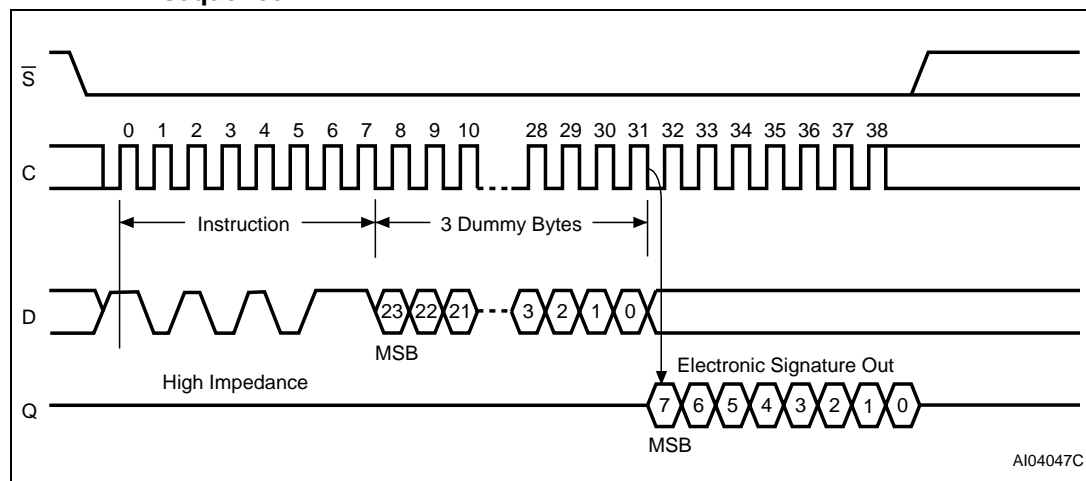 S
0 1 2 3 4 5 6 7 8 9 10 28 29 30 31 32 33 34 35 36 37 38
C
Instruction 3 Dummy Bytes
D 23 22 21 3 2 1 0
MSB
High Impedance Electronic Signature Out
Q 7 6 5 4 3 2 1 0
MSB
AI04047C